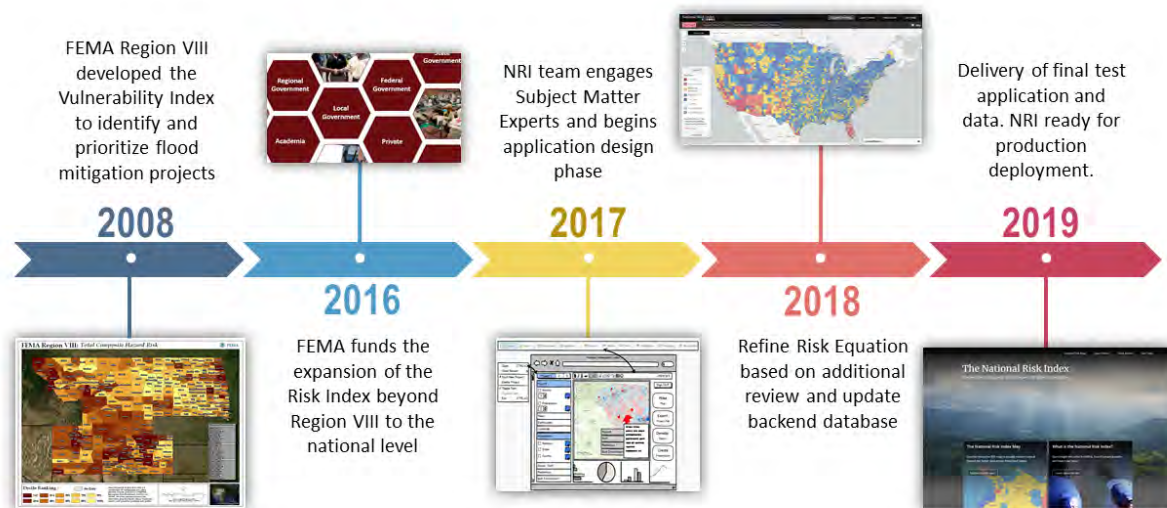 FEMA Region VIII
developed the
Vulnerability Index
to identify and
prioritize flood
mitigation projects
2008
FEMA Region VIII: Total Composite Hazard Risk
FEMA
Regional
Government
Federal
Government
Local
Government
Academia
Private
Government
2016
FEMA funds the
expansion of the
Risk Index beyond
Region VIII to the
national level
NRI team engages
Subject Matter
Experts and begins
application design
phase
2017
2018
Refine Risk Equation
based on additional
review and update
backend database
Delivery of final test
application and
data. NRI ready for
production
deployment.
2019
The National Risk Index
The National Risk Index Map
What is the National Risk Index?